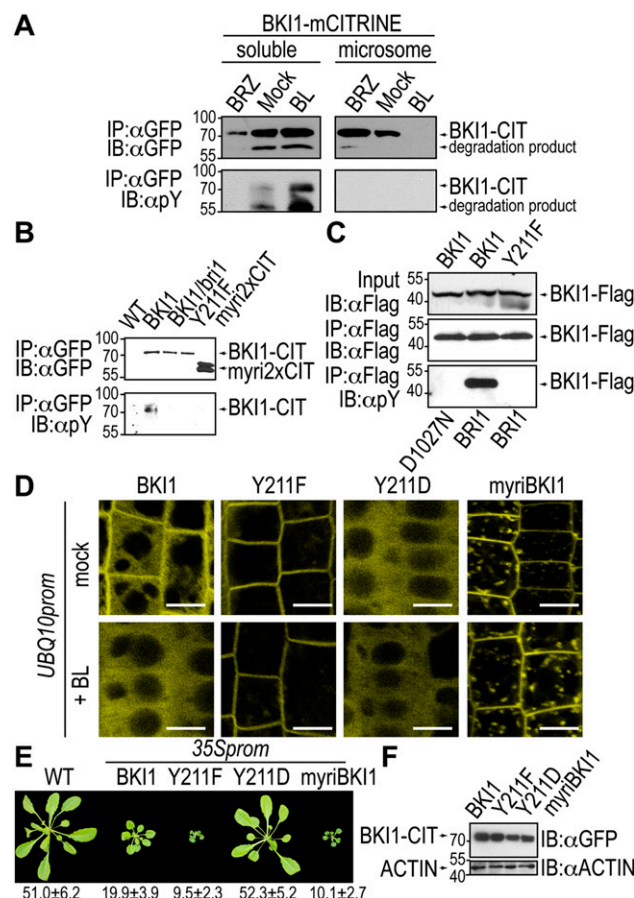 A
BKI1-mCITRINE
soluble microsome
BRZ Mock BL BRZ Mock BL
IP:αGFP
IB:αGFP
100
70
55
BKI1-CIT
degradation product
IP:αGFP
IB:αpY
100
70
55
BKI1-CIT
degradation product
B
WT BKI1 BKI1/bri1 Y211F myri2xCIT
IP:αGFP
IB:αGFP
100
70
55
BKI1-CIT
myri2xCIT
IP:αGFP
IB:αpY
100
70
55
BKI1-CIT
C
BKI1 BKI1 Y211F
Input
IB:αFlag
55
40
BKI1-Flag
IP:αFlag
IB:αFlag
55
40
BKI1-Flag
IP:αFlag
IB:αpY
55
40
BKI1-Flag
D1027N BRI1 BRI1
D
BKI1 Y211F Y211D myriBKI1
UBQ10prom
mock
+ BL
E
35Sprom
WT BKI1 Y211F Y211D myriBKI1
51.0±6.2 19.9±3.9 9.5±2.3 52.3±5.2 10.1±2.7
F
BKI1 Y211F Y211D myriBKI1
BKI1-CIT 100 70 IB:αGFP
ACTIN 55 40 IB:αACTIN